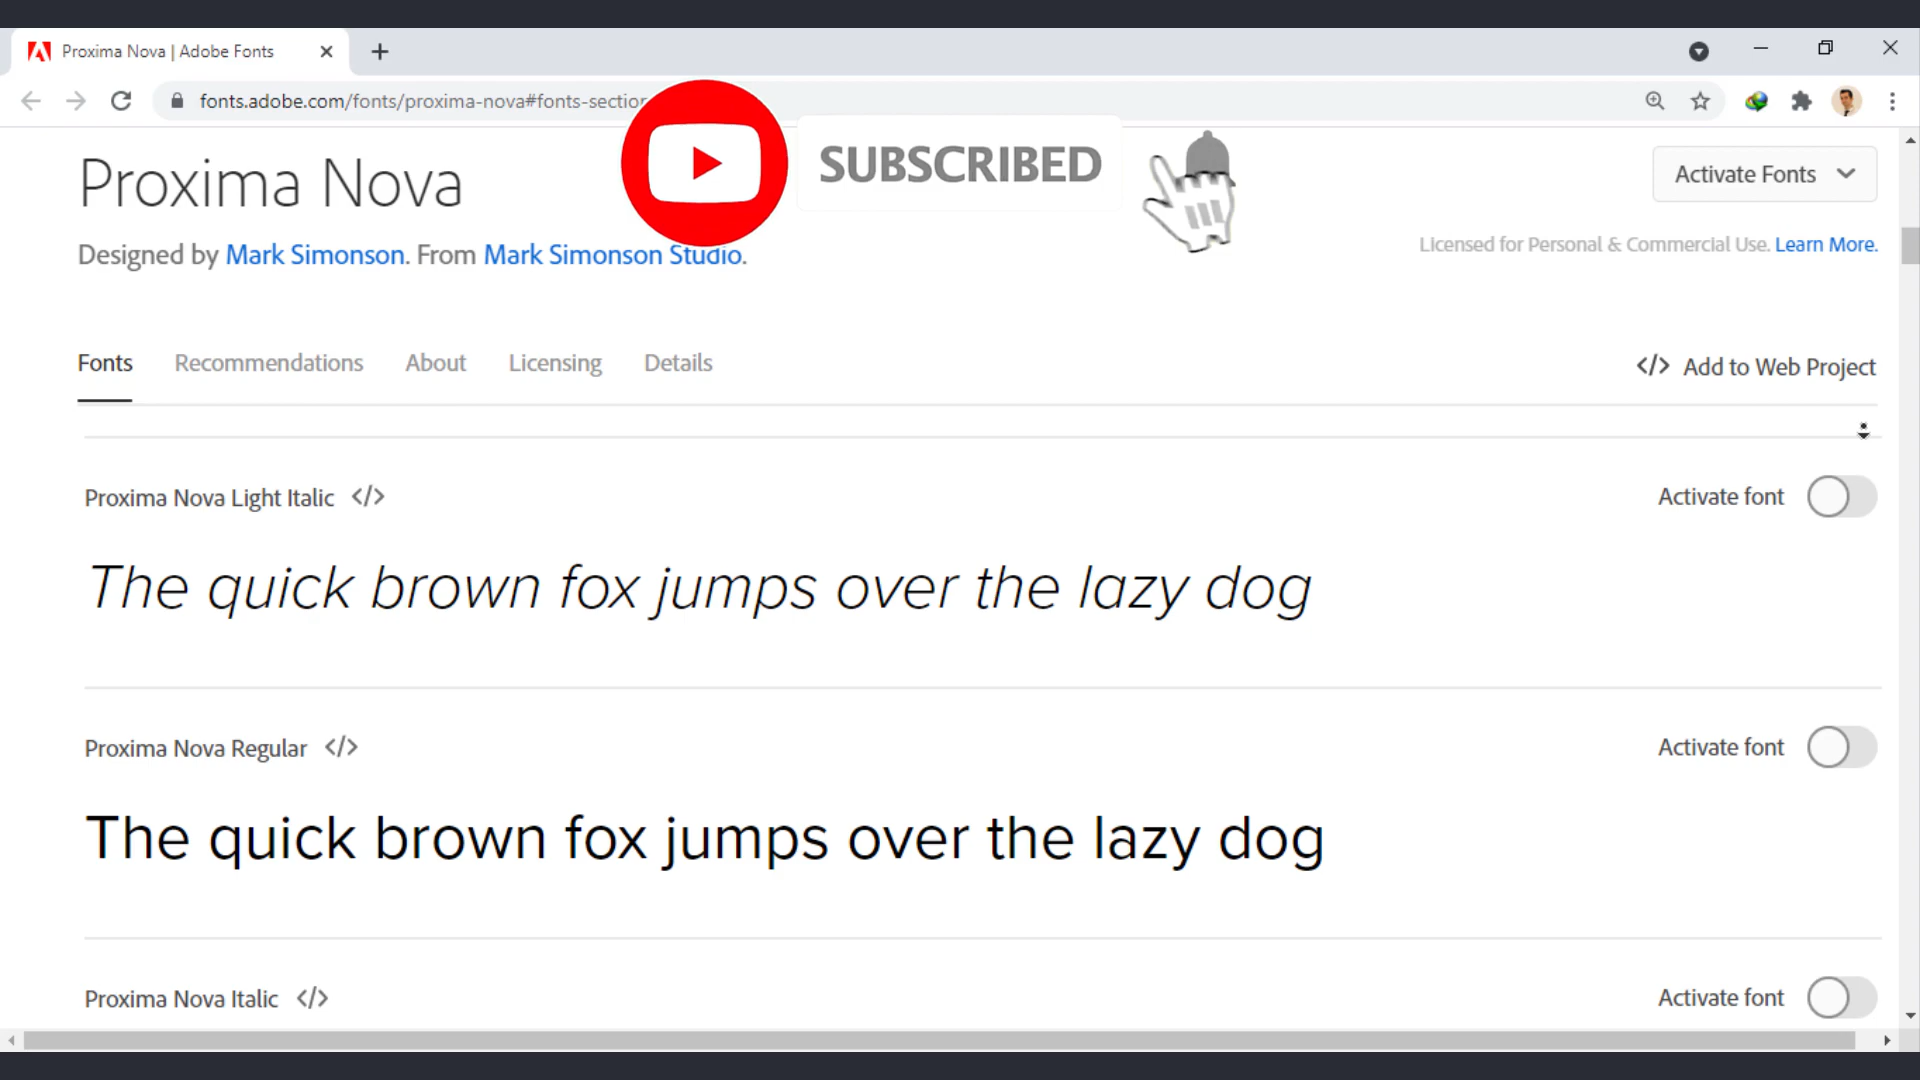 Proxima Nova | Adobe Fonts
fonts.adobe.com/fonts/proxima-nova#fonts-section
Proxima Nova
SUBSCRIBED
Activate Fonts
Designed by Mark Simonson. From Mark Simonson Studio.
Licensed for Personal & Commercial Use. Learn More.
Fonts Recommendations About Licensing Details
</> Add to Web Project
Proxima Nova Light Italic </> Activate font
The quick brown fox jumps over the lazy dog
Proxima Nova Regular </> Activate font
The quick brown fox jumps over the lazy dog
Proxima Nova Italic </> Activate font